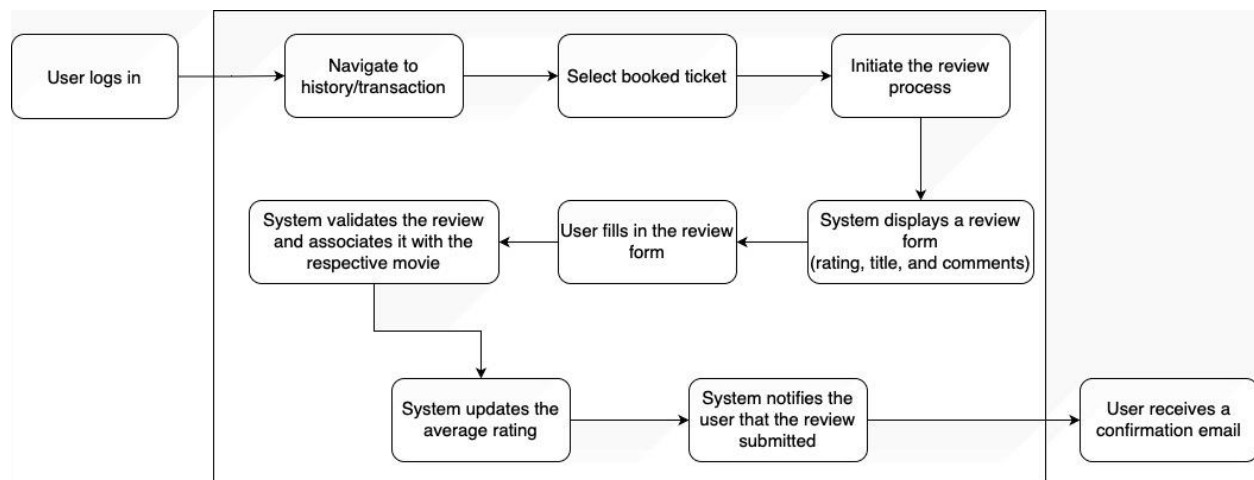 User logs in
Navigate to
history/transaction
Select booked ticket
Initiate the review
process
System displays a review
form
(rating, title, and comments)
User fills in the review
form
System validates the review
and associates it with the
respective movie
System updates the
average rating
System notifies the
user that the review
submitted
User receives a
confirmation email